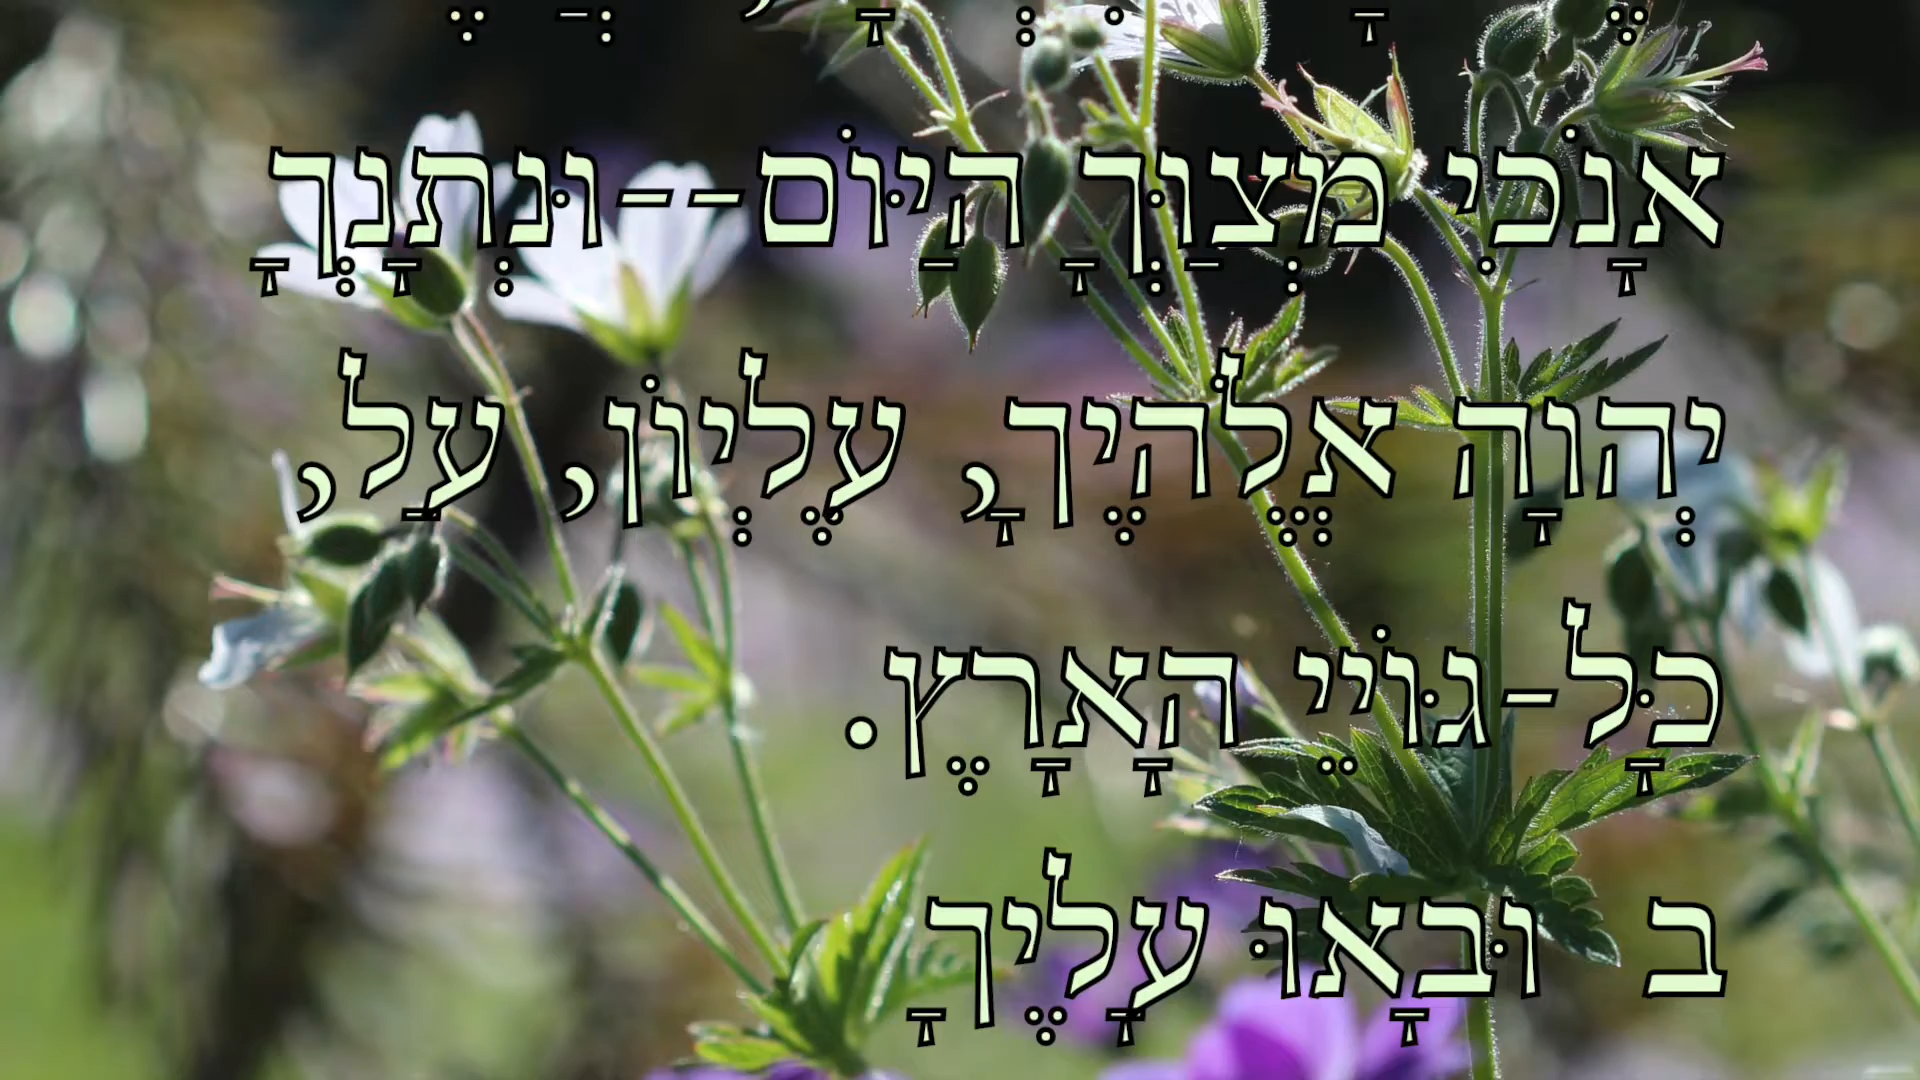 אָנֹכִי מְצַוְּךָ הַיּוֹם--וּנְתָנְךָ
יְהוָה אֱלֹהֶיךָ, עֶלְיוֹן, עַל,
כָּל-גּוֹיֵי הָאָרֶץ.
ב  וּבָאוּ עָלֶיךָ